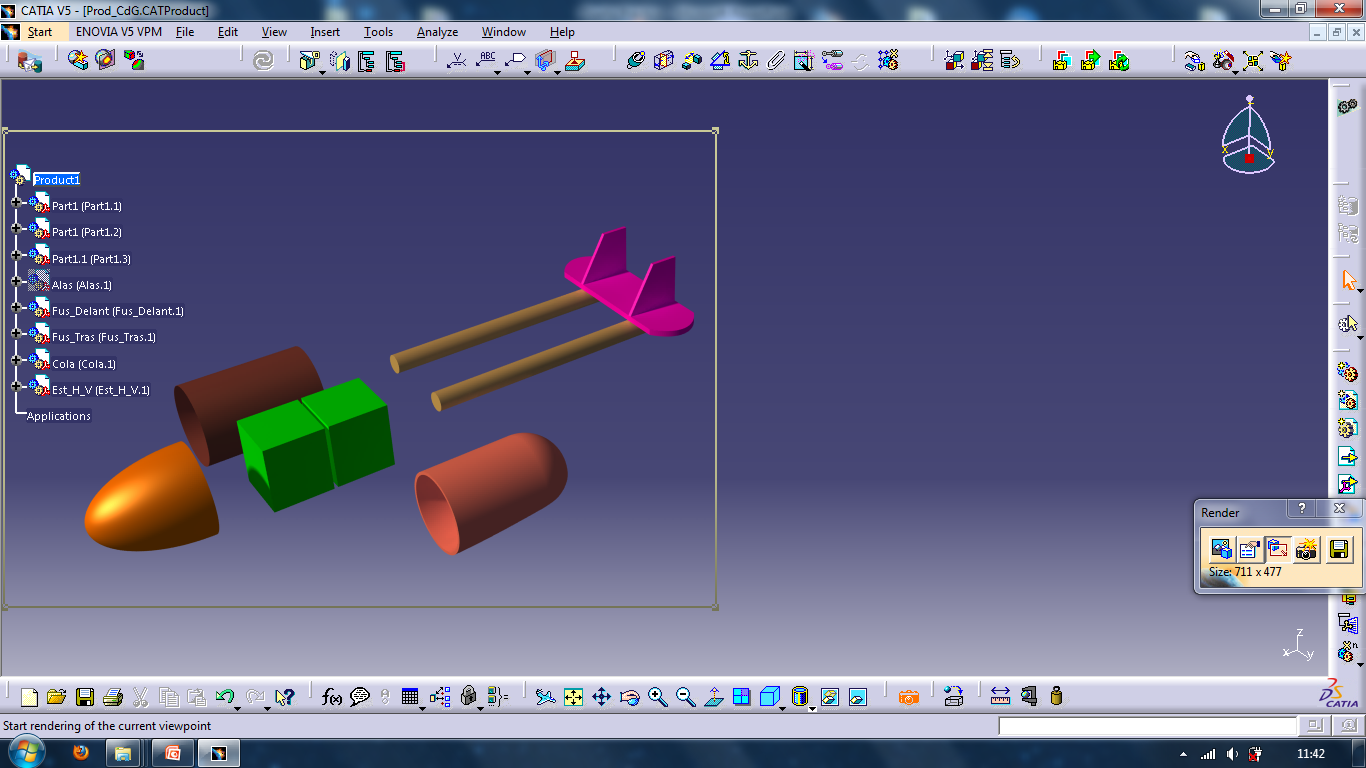 CATIA V5 - [Prod_CdG.CATProduct]
Start ENOVIA V5 VPM File Edit View Insert Tools Analyze Window Help
ABC
z
x y
Product1
Part1 (Part1.1)
Part1 (Part1.2)
Part1.1 (Part1.3)
Alas (Alas.1)
Fus_Delant (Fus_Delant.1)
Fus_Tras (Fus_Tras.1)
Cola (Cola.1)
Est_H_V (Est_H_V.1)
Applications
Render ?
Size: 711 x 477
z
x y
f(x)
CATIA
Start rendering of the current viewpoint
11:42